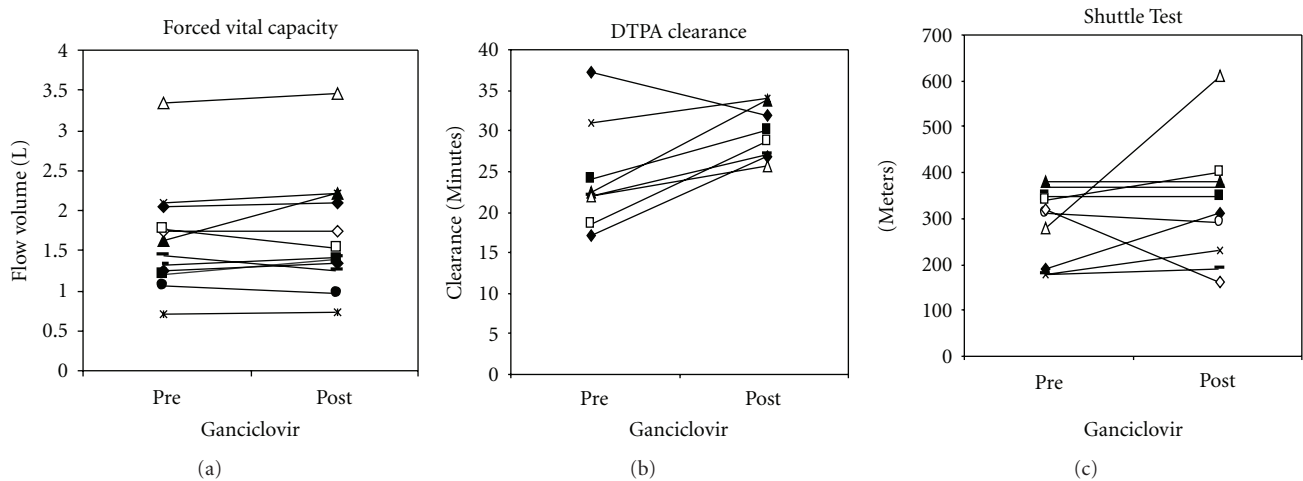 Forced vital capacity
4
3.5
3
2.5
2
1.5
1
0.5
0
Flow volume (L)
Pre Post
Ganciclovir
(a)
DTPA clearance
40
35
30
25
20
15
10
5
0
Clearance (Minutes)
Pre Post
Ganciclovir
(b)
Shuttle Test
700
600
500
400
300
200
100
0
(Meters)
Pre Post
Ganciclovir
(c)